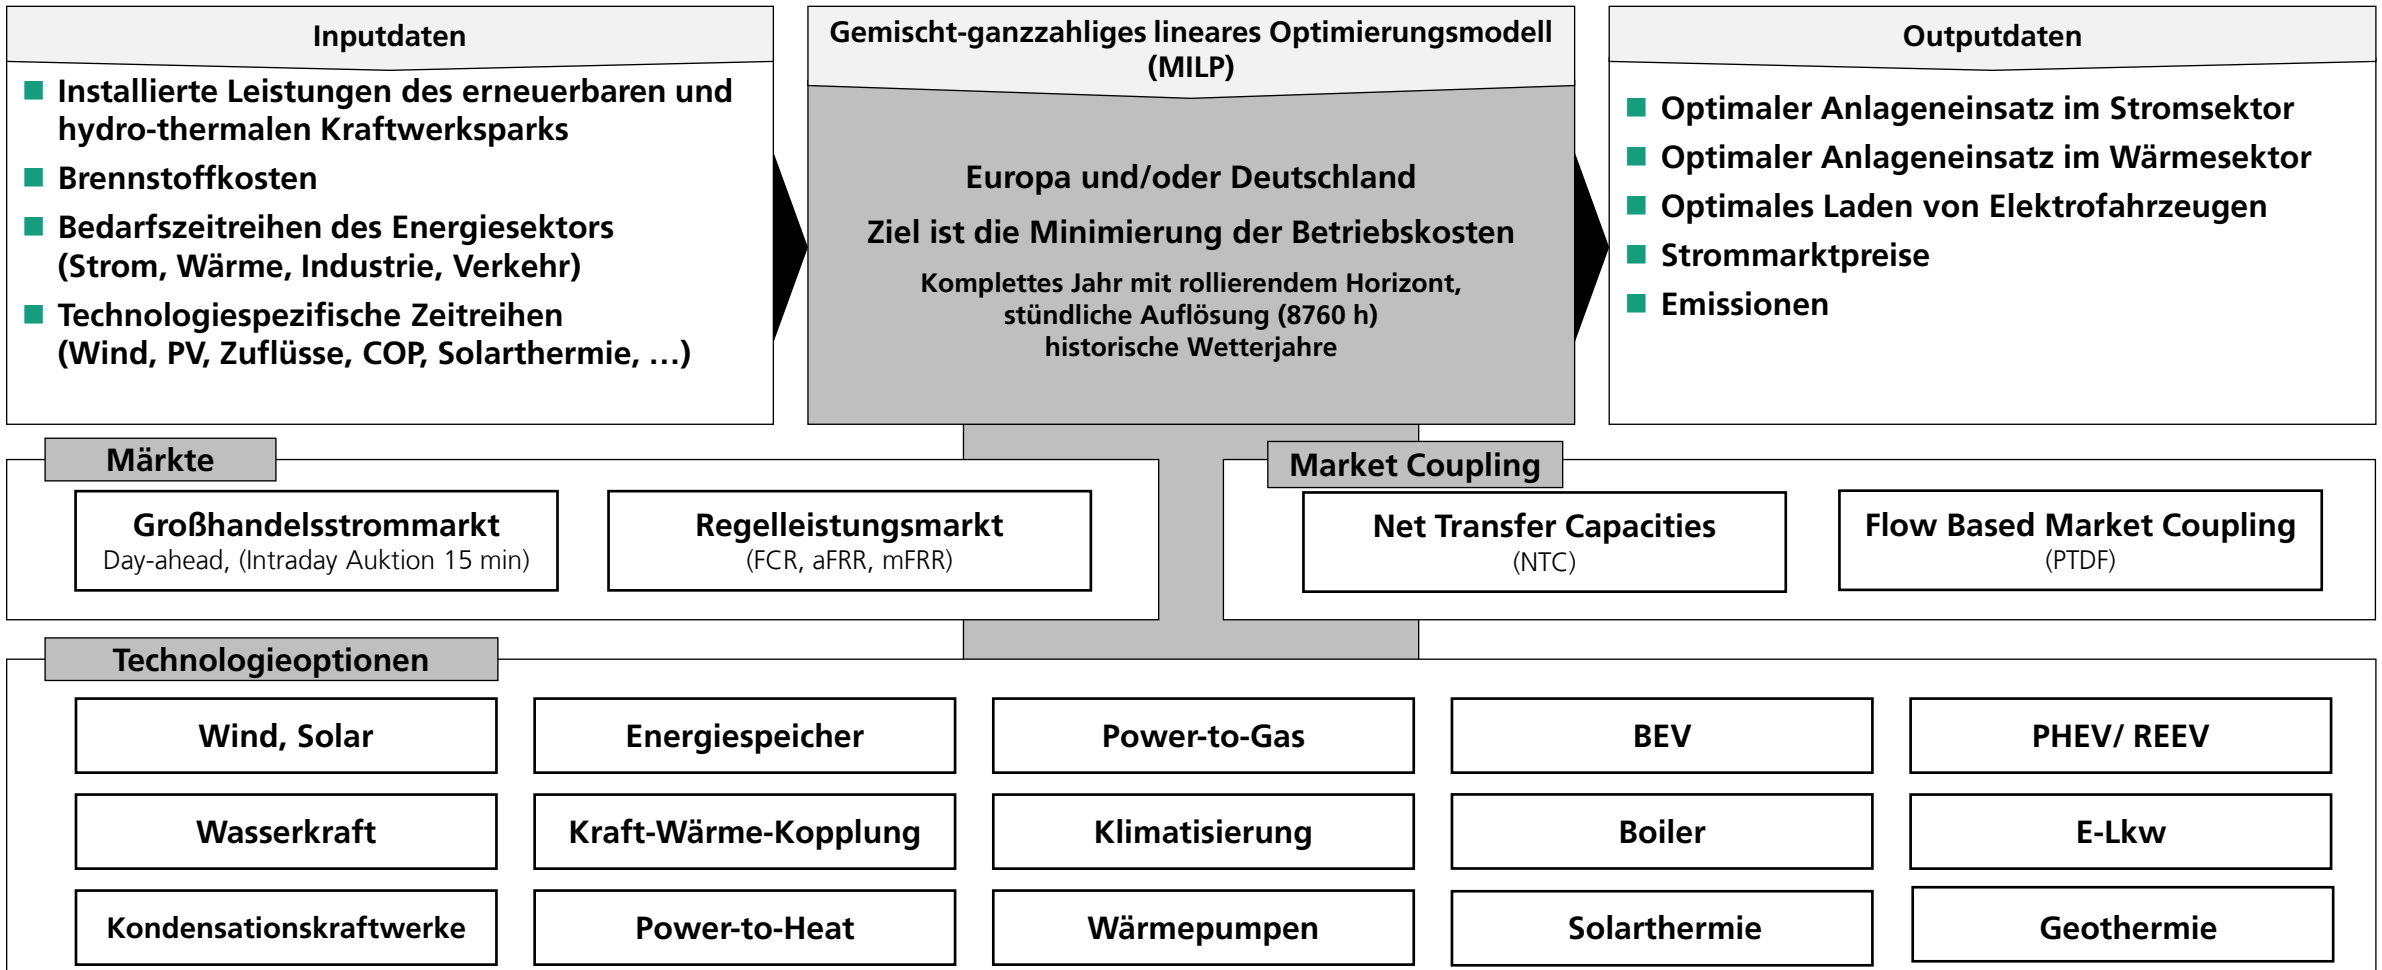 Inputdaten
Installierte Leistungen des erneuerbaren und
hydro-thermalen Kraftwerksparks
Brennstoffkosten
Bedarfszeitreihen des Energiesektors
(Strom, Wärme, Industrie, Verkehr)
Technologiespezifische Zeitreihen
(Wind, PV, Zuflüsse, COP, Solarthermie, …)
Gemischt-ganzzahliges lineares Optimierungsmodell
(MILP)
Europa und/oder Deutschland
Ziel ist die Minimierung der Betriebskosten
Komplettes Jahr mit rollierendem Horizont,
stündliche Auflösung (8760 h)
historische Wetterjahre
Outputdaten
Optimaler Anlageneinsatz im Stromsektor
Optimaler Anlageneinsatz im Wärmesektor
Optimales Laden von Elektrofahrzeugen
Strommarktpreise
Emissionen
Märkte
Großhandelsstrommarkt
Day-ahead, (Intraday Auktion 15 min)
Regelleistungsmarkt
(FCR, aFRR, mFRR)
Market Coupling
Net Transfer Capacities
(NTC)
Flow Based Market Coupling
(PTDF)
Technologieoptionen
Wind, Solar
Energiespeicher
Power-to-Gas
BEV
PHEV/ REEV
Wasserkraft
Kraft-Wärme-Kopplung
Klimatisierung
Boiler
E-Lkw
Kondensationskraftwerke
Power-to-Heat
Wärmepumpen
Solarthermie
Geothermie